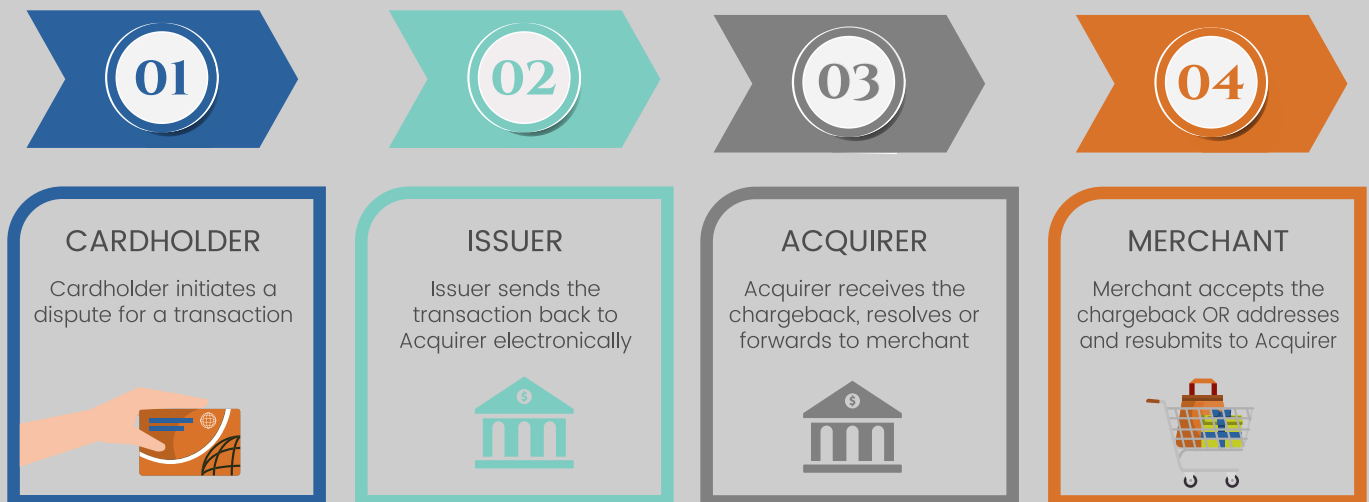 01
02
03
04
CARDHOLDER
Cardholder initiates a
dispute for a transaction
ISSUER
Issuer sends the
transaction back to
Acquirer electronically
$
ACQUIRER
Acquirer receives the
chargeback, resolves or
forwards to merchant
$
MERCHANT
Merchant accepts the
chargeback OR addresses
and resubmits to Acquirer